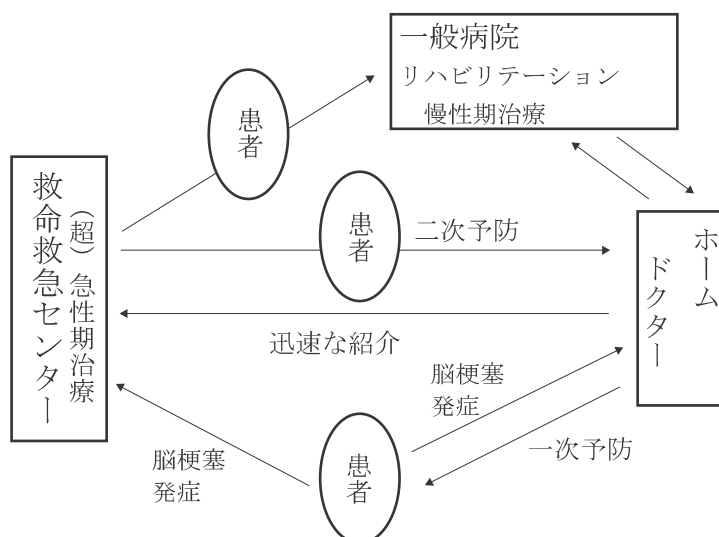 一般病院
リハビリテーション
慢性期治療
患者
救命救急センター
（超）急性期治療
患者
二次予防
ホーム
ドクター
迅速な紹介
脳梗塞
発症
患者
一次予防
脳梗塞
発症